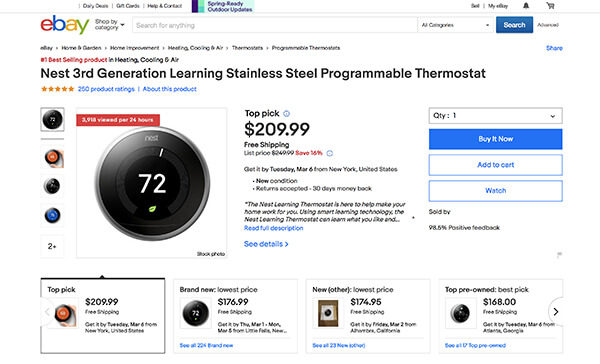 Daily Deals | Gift Cards | Help & Contact
Spring-Ready
Outdoor Updates
Sell | My eBay
ebay
Shop by
category
Search for anything
All Categories
Search
Advanced
eBay > Home & Garden > Home Improvement > Heating, Cooling & Air > Thermostats > Programmable Thermostats
Share
#1 Best Selling product in Heating, Cooling & Air
Nest 3rd Generation Learning Stainless Steel Programmable Thermostat
250 product ratings | About this product
3,918 viewed per 24 hours
nest
72
Stock photo
2+
Top pick
$209.99
Free Shipping
List price $249.99 Save 16%
Get it by Tuesday, Mar 6 from New York, United States
• New condition
• Returns accepted - 30 days money back
"The Nest Learning Thermostat is here to help make your
home work for you. Using smart learning technology, the
Nest Learning Thermostat can learn what you like and...
Read full description
See details >
Qty : 1
Buy It Now
Add to cart
Watch
Sold by
98.5% Positive feedback
Top pick
$209.99
Free Shipping
Get it by Tuesday, Mar 6 from
New York, United States
Brand new: lowest price
$176.99
Free Shipping
Get it by Thu, Mar 1 - Mon,
Mar 5 from Little Falls, New...
See all 224 Brand new
New (other): lowest price
$174.95
Free Shipping
Get it by Friday, Mar 2 from
Alhambra, California
See all 23 New (other)
Top pre-owned: best pick
$168.00
Free Shipping
Get it by Tuesday, Mar 6 from
Atlanta, Georgia
See all 17 Top pre-owned